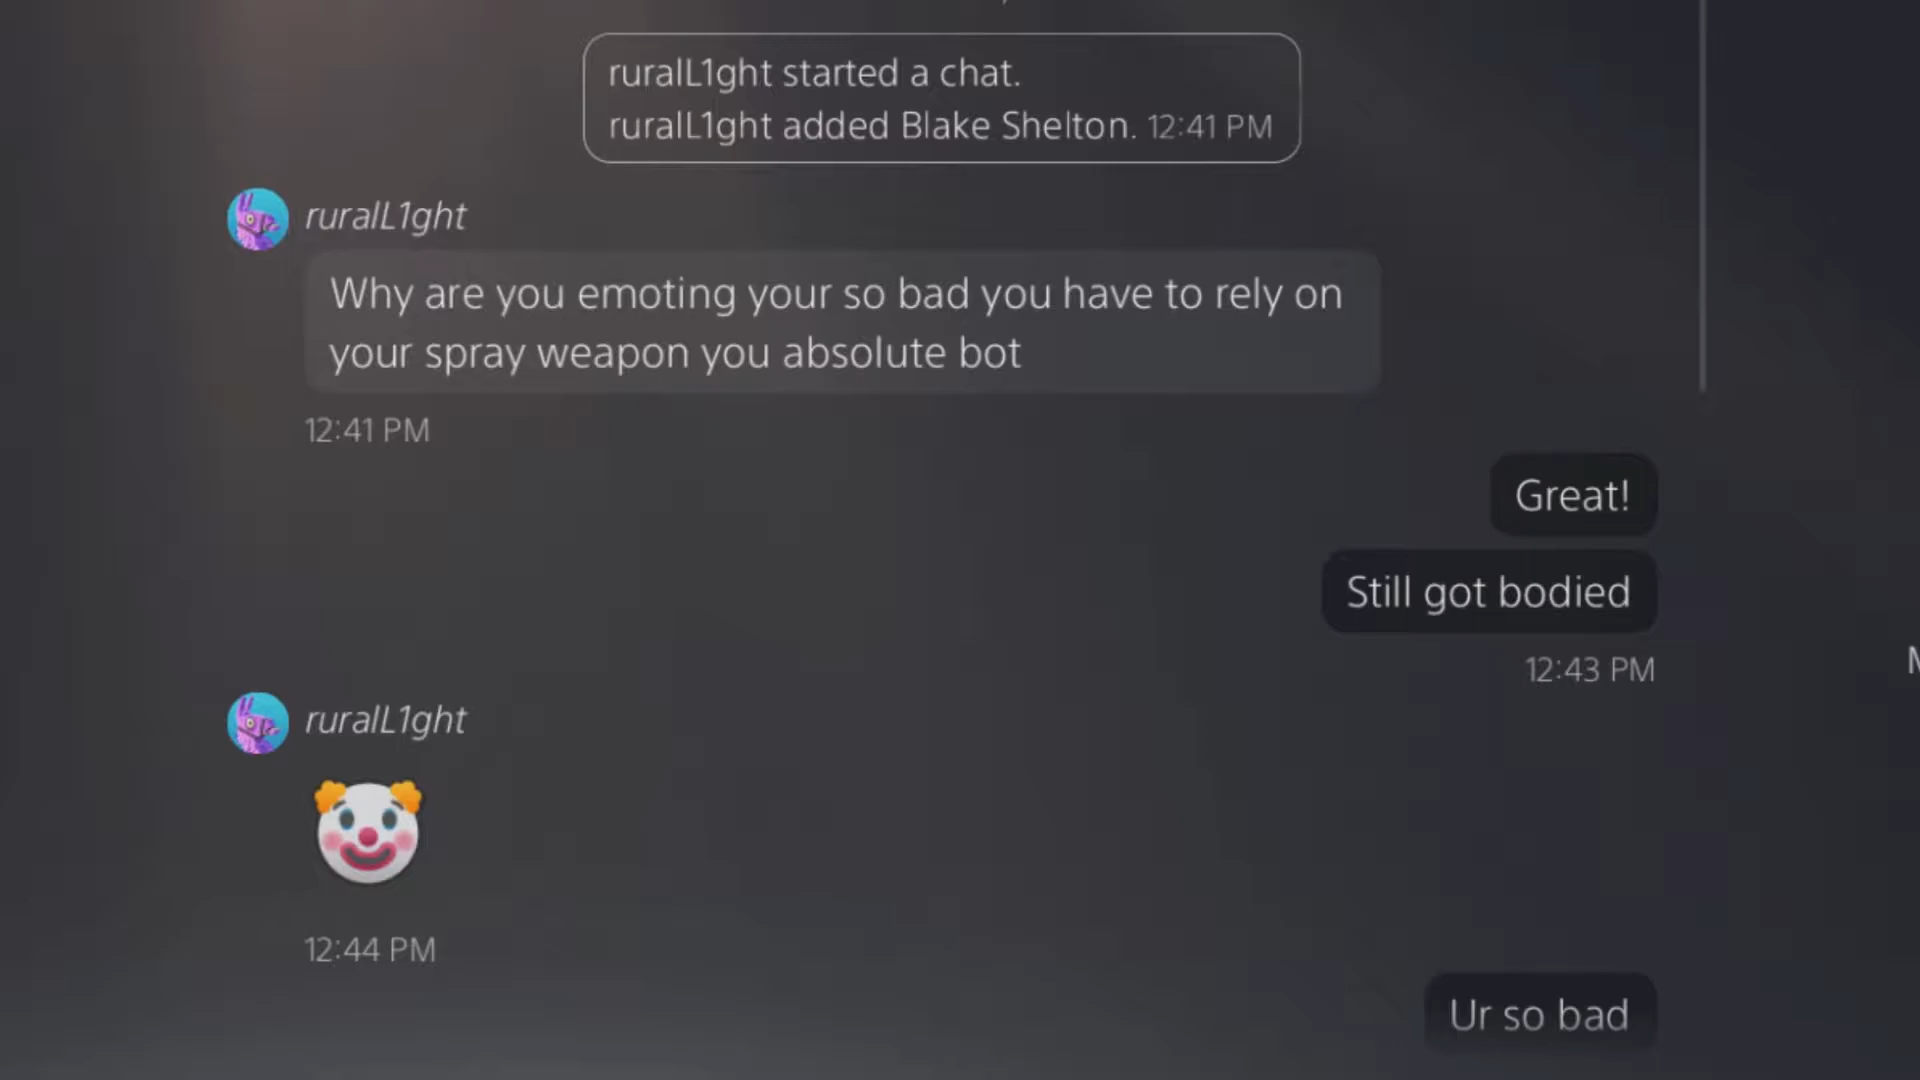 ruralL1ght started a chat.
ruralL1ght added Blake Shelton. 12:41 PM
ruralL1ght
Why are you emoting your so bad you have to rely on
your spray weapon you absolute bot
12:41 PM
Great!
Still got bodied
12:43 PM
ruralL1ght
12:44 PM
Ur so bad